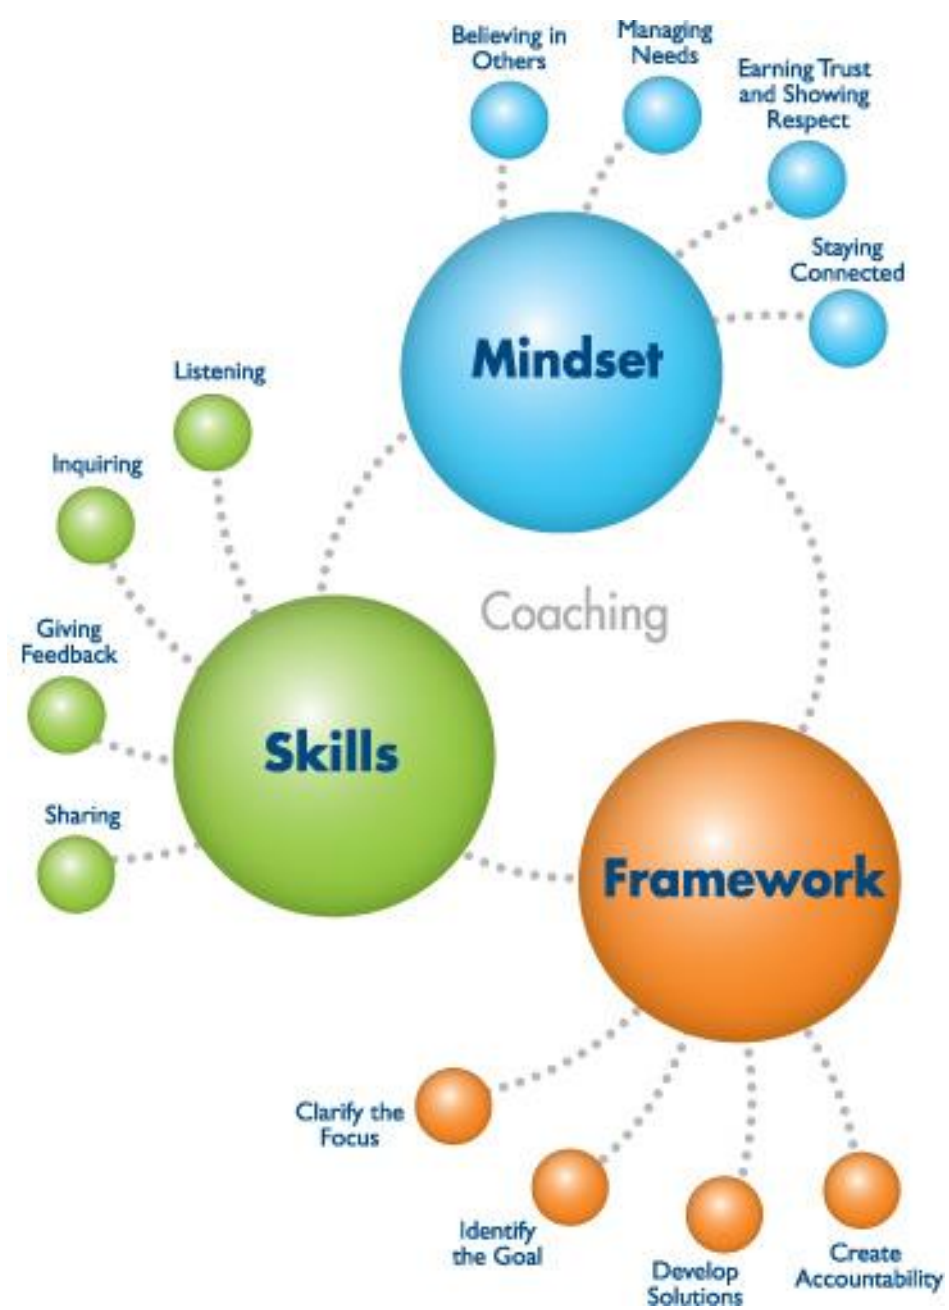 Believing in
Others
Managing
Needs
Earning Trust
and Showing
Respect
Staying
Connected
Mindset
Listening
Inquiring
Giving
Feedback
Sharing
Coaching
Skills
Framework
Clarify the
Focus
Identify
the Goal
Develop
Solutions
Create
Accountability